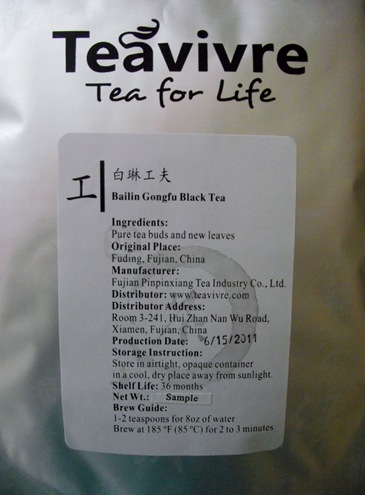 Teavivre
Tea for Life
工
白琳工夫
Bailin Gongfu Black Tea
Ingredients:
Pure tea buds and new leaves
Original Place:
Fuding, Fujian, China
Manufacturer:
Fujian Pinpinxiang Tea Industry Co., Ltd.
Distributor: www.teavivre.com
Distributor Address:
Room 3-241, Hui Zhan Nan Wu Road,
Xiamen, Fujian, China
Production Date: 6/15/2011
Storage Instruction:
Store in airtight, opaque container
in a cool, dry place away from sunlight.
Shelf Life: 36 months
Net Wt.: Sample
Brew Guide:
1-2 teaspoons for 8oz of water
Brew at 185 ºF (85 ºC) for 2 to 3 minutes